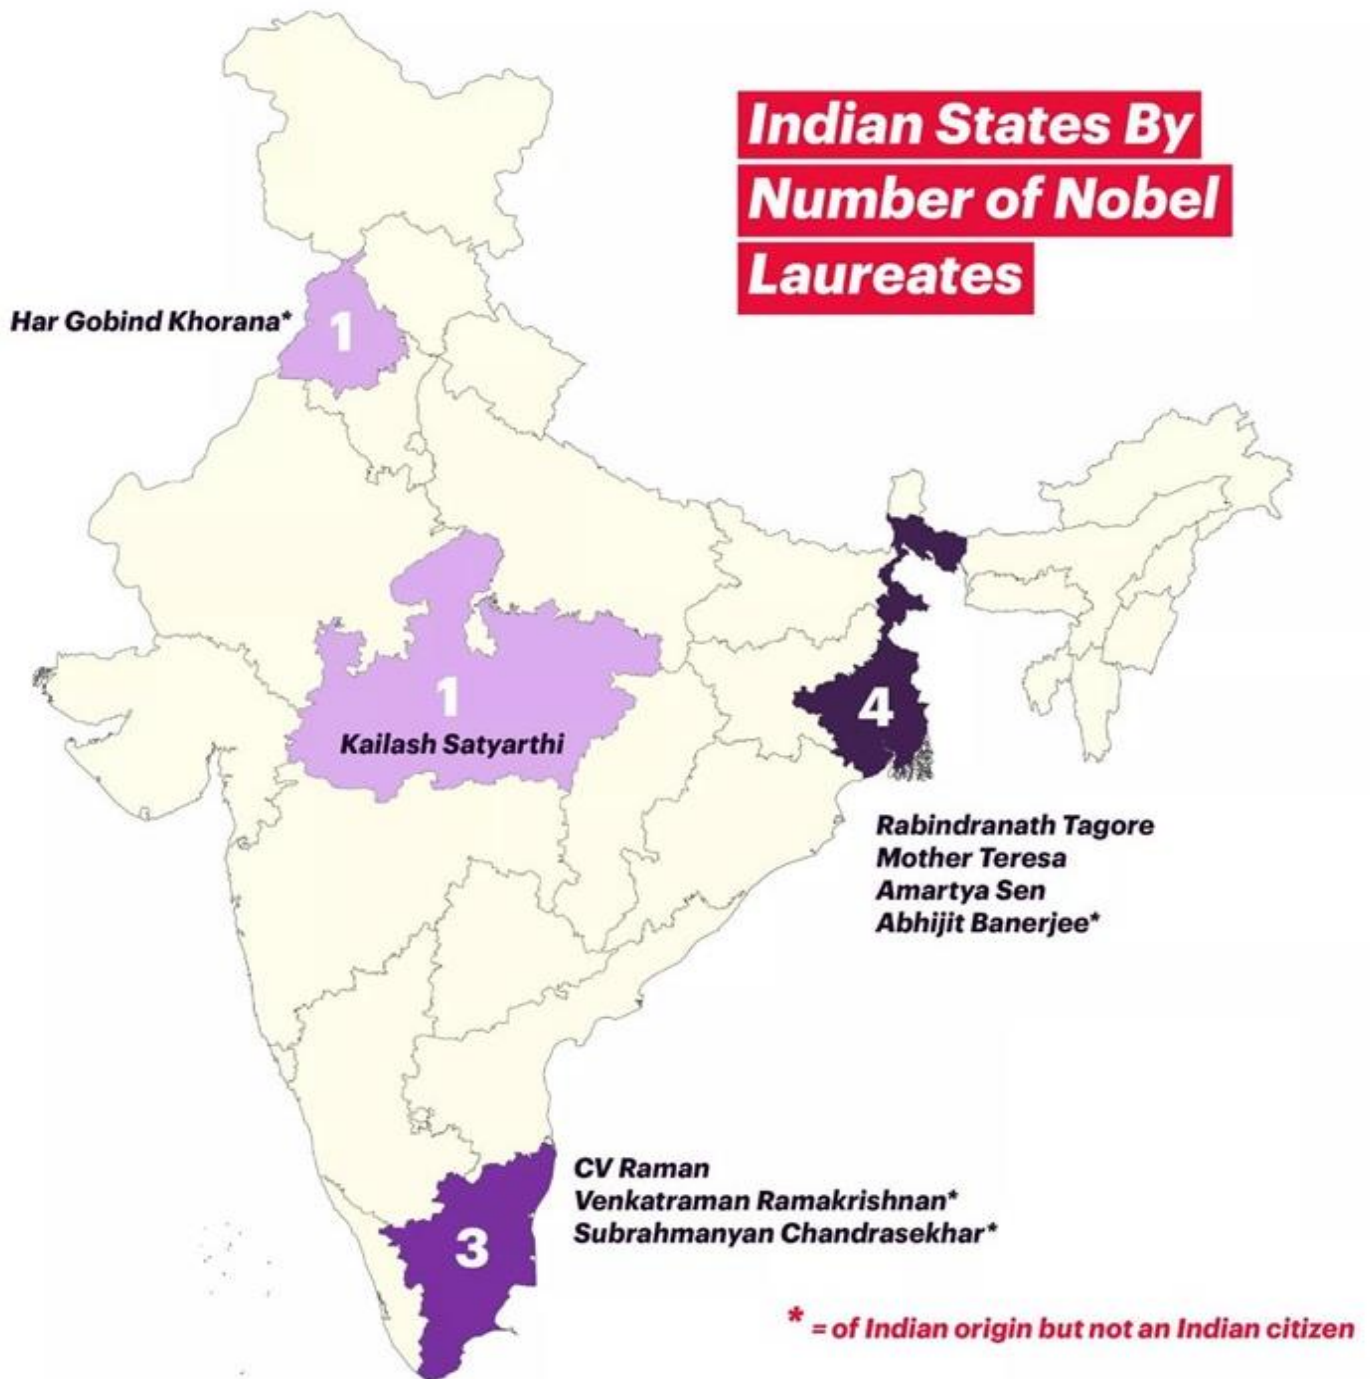 Indian States By
Number of Nobel
Laureates
Har Gobind Khorana*
1
1
Kailash Satyarthi
4
Rabindranath Tagore
Mother Teresa
Amartya Sen
Abhijit Banerjee*
CV Raman
Venkatraman Ramakrishnan*
Subrahmanyan Chandrasekhar*
3
* = of Indian origin but not an Indian citizen